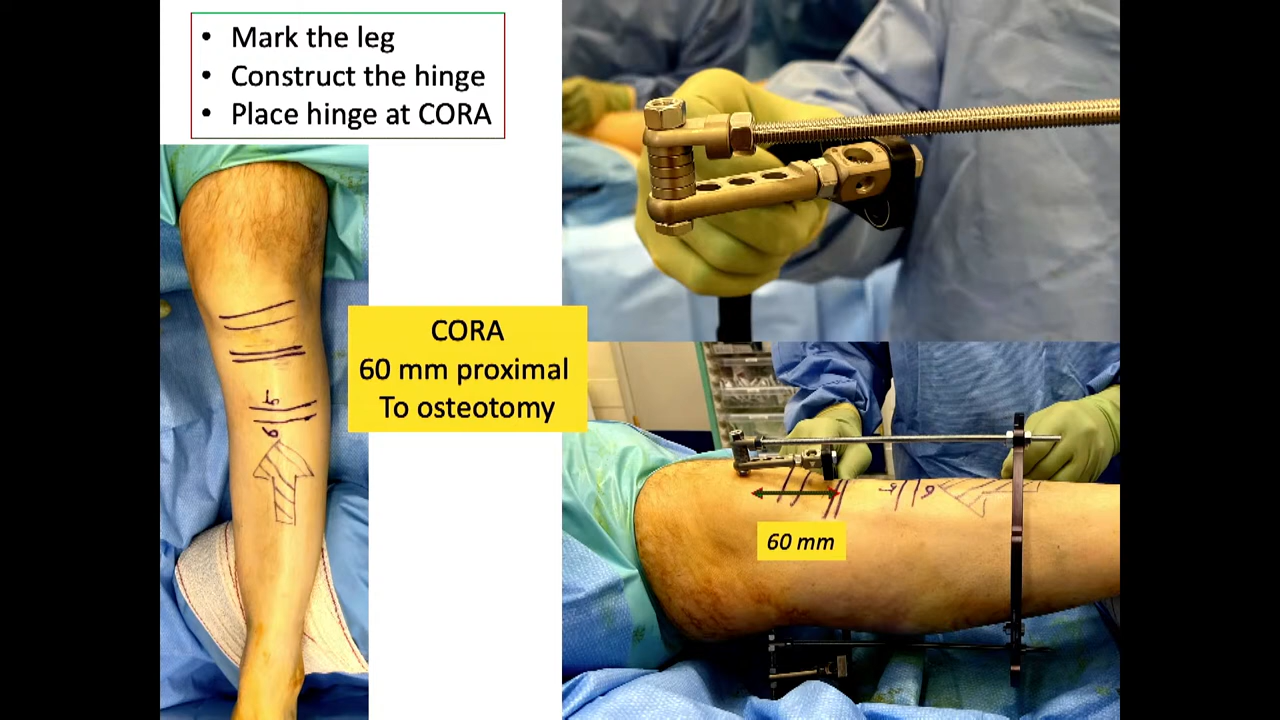 • Mark the leg
• Construct the hinge
• Place hinge at CORA
CORA
60 mm proximal
To osteotomy
60 mm